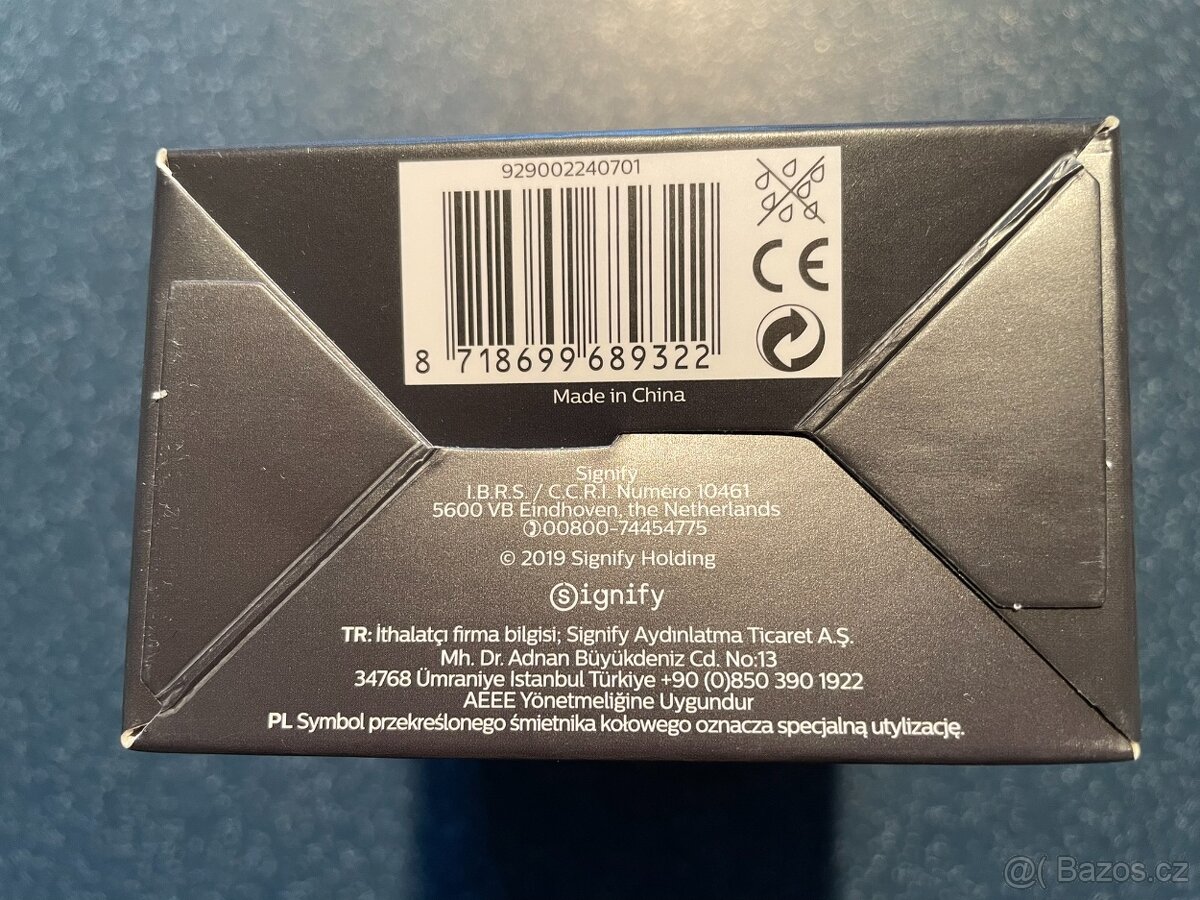 929002240701
8 718699 689322
CE
Made in China
Signify
I.B.R.S. / C.C.R.I. Numéro 10461
5600 VB Eindhoven, the Netherlands
✆00800-74454775
© 2019 Signify Holding
Signify
TR: İthalatçı firma bilgisi; Signify Aydınlatma Ticaret A.Ş.
Mh. Dr. Adnan Büyükdeniz Cd. No:13
34768 Ümraniye İstanbul Türkiye +90 (0)850 390 1922
AEEE Yönetmeliğine Uygundur
PL Symbol przekreślonego śmietnika kołowego oznacza specjalną utylizację.
@( Bazos.cz